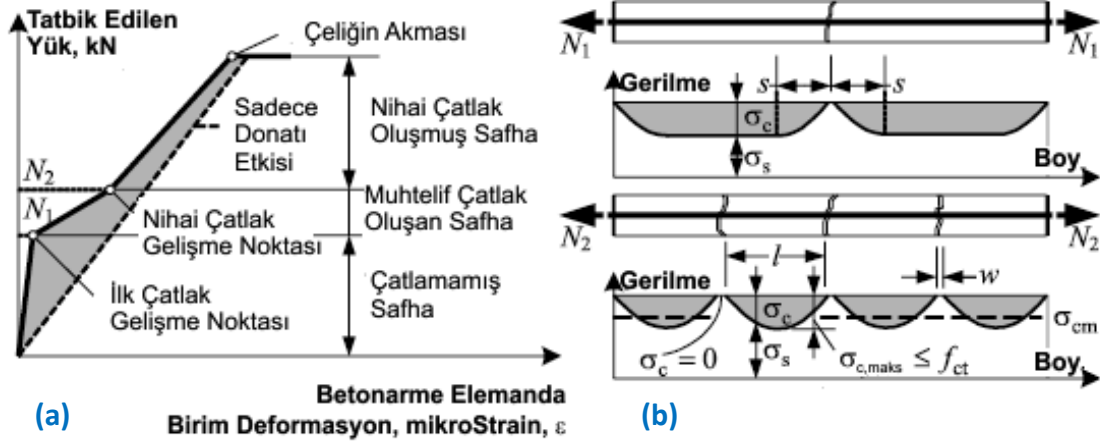 Tatbik Edilen
Yük, kN
Çeliğin Akması
Sadece
Donatı
Etkisi
Nihai Çatlak
Oluşmuş Safha
N₂
N₁
Muhtelif Çatlak
Oluşan Safha
Nihai Çatlak
Gelişme Noktası
İlk Çatlak
Gelişme Noktası
Çatlamamış
Safha
Betonarme Elemanda
Birim Deformasyon, mikroStrain, ε
(a)
N₁
N₁
Gerilme
s
s
σc
σs
Boy
N₂
N₂
l
w
Gerilme
σc
σcm
σc = 0
σs
σc,maks ≤ fct
Boy
(b)